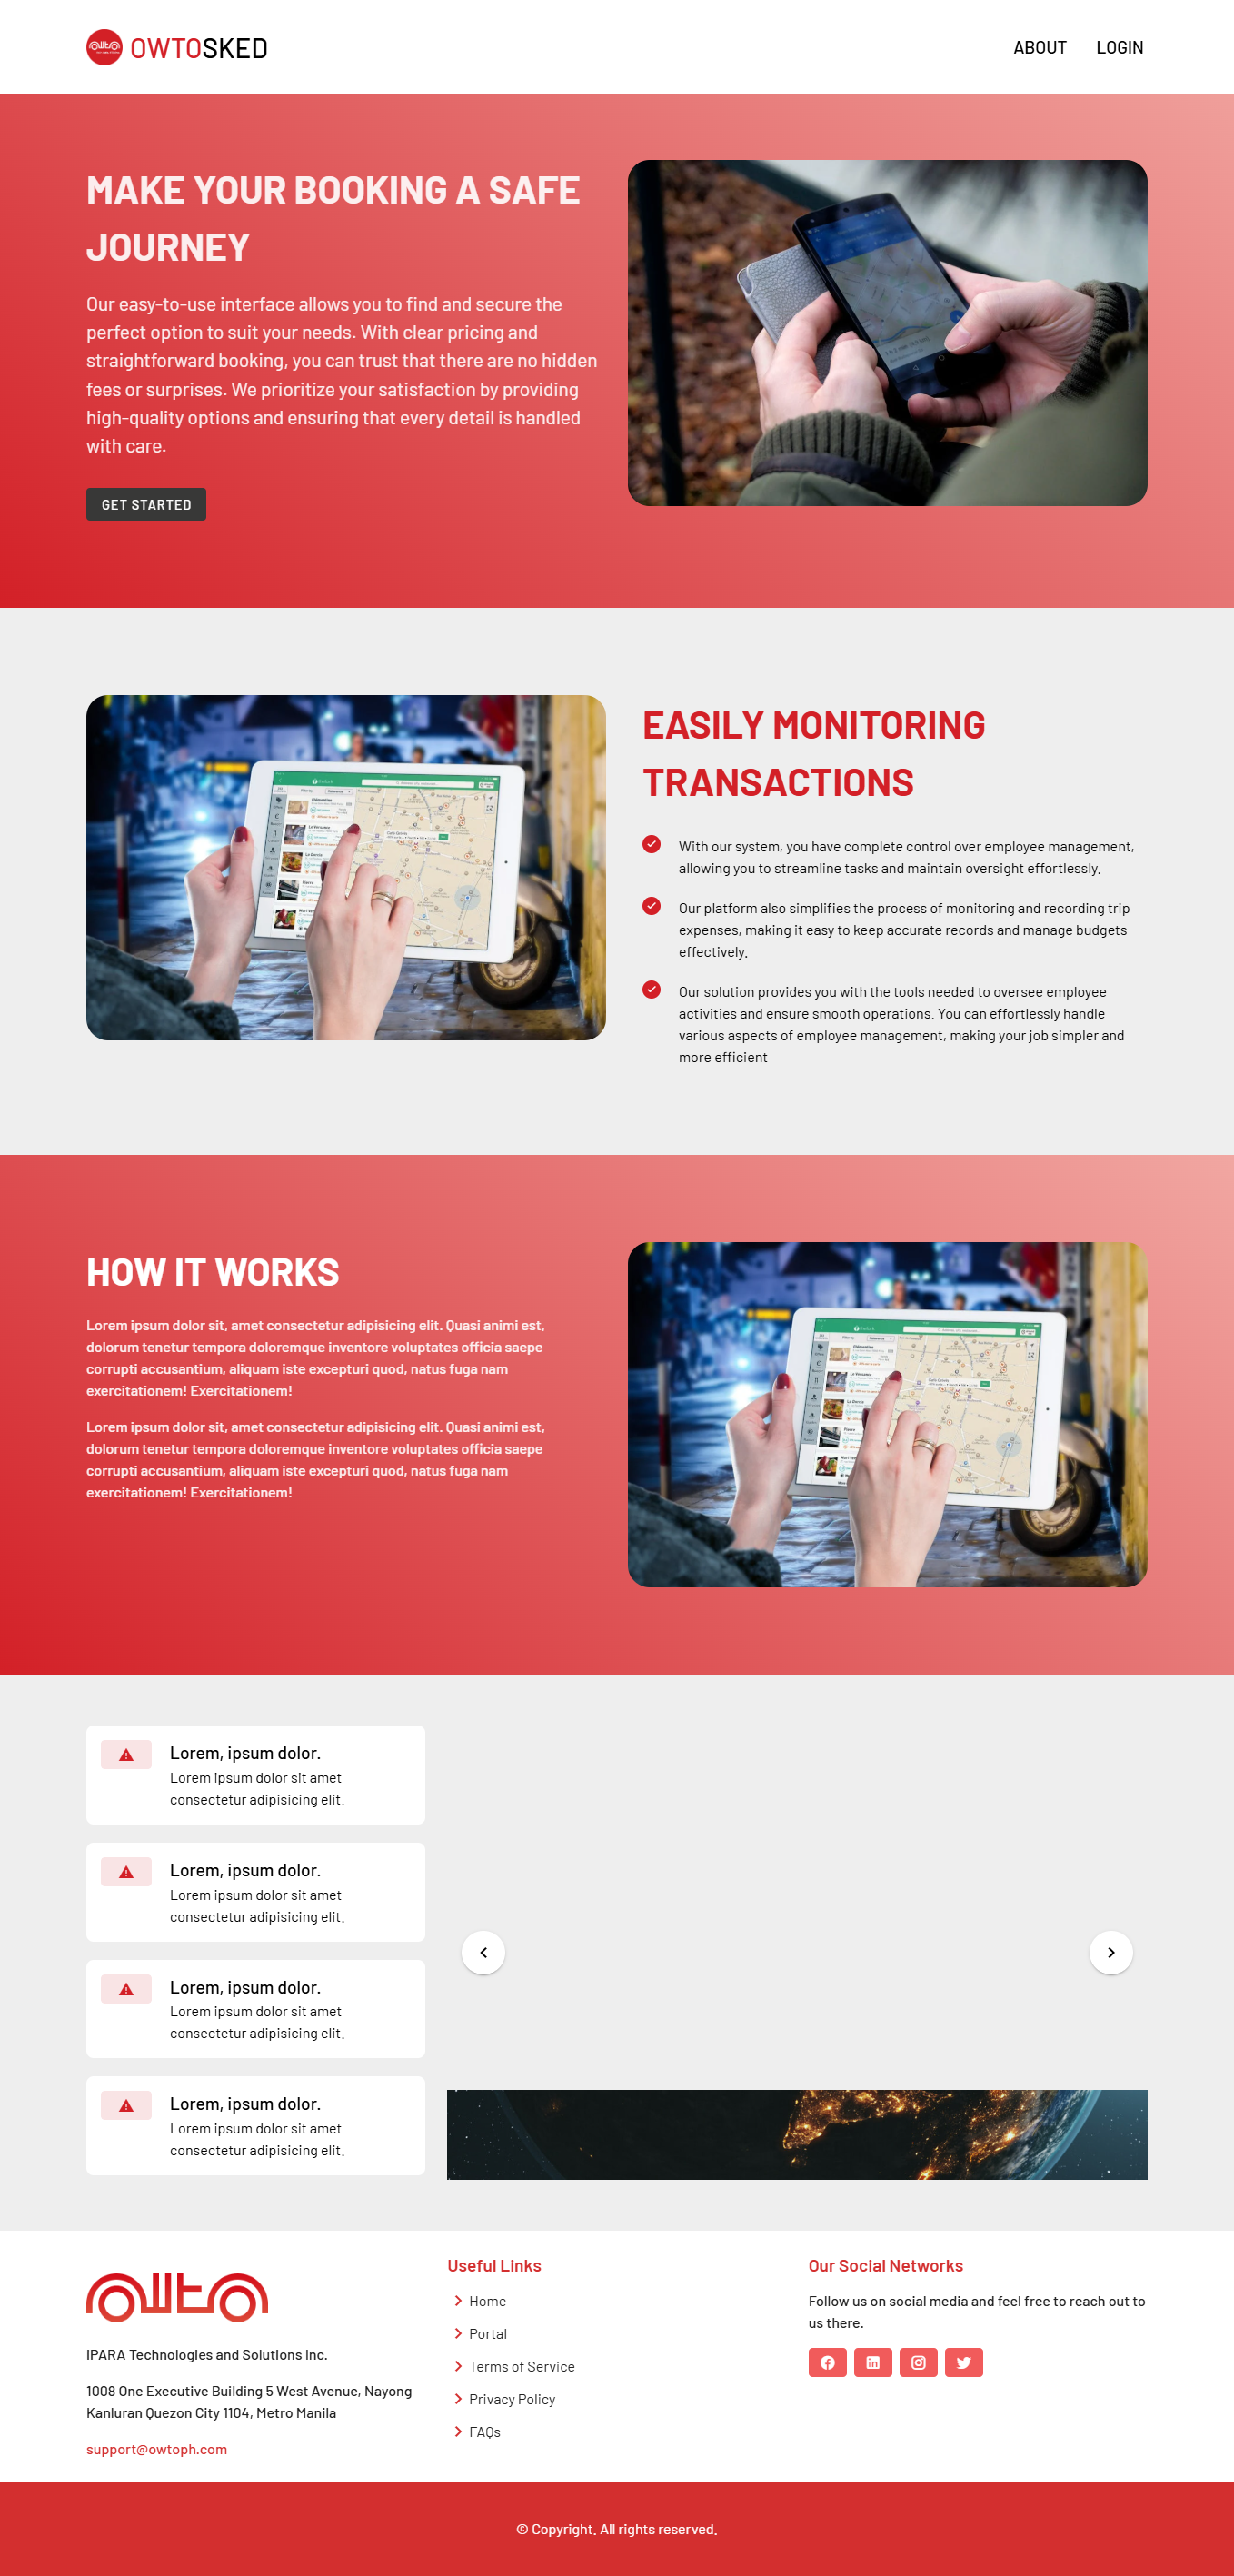 OWTOSKED
ABOUT
LOGIN
MAKE YOUR BOOKING A SAFE
JOURNEY
Our easy-to-use interface allows you to find and secure the
perfect option to suit your needs. With clear pricing and
straightforward booking, you can trust that there are no hidden
fees or surprises. We prioritize your satisfaction by providing
high-quality options and ensuring that every detail is handled
with care.
GET STARTED
EASILY MONITORING
TRANSACTIONS
With our system, you have complete control over employee management,
allowing you to streamline tasks and maintain oversight effortlessly.
Our platform also simplifies the process of monitoring and recording trip
expenses, making it easy to keep accurate records and manage budgets
effectively.
Our solution provides you with the tools needed to oversee employee
activities and ensure smooth operations. You can effortlessly handle
various aspects of employee management, making your job simpler and
more efficient
HOW IT WORKS
Lorem ipsum dolor sit, amet consectetur adipisicing elit. Quasi animi est,
dolorum tenetur tempora doloremque inventore voluptates officia saepe
corrupti accusantium, aliquam iste excepturi quod, natus fuga nam
exercitationem! Exercitationem!
Lorem ipsum dolor sit, amet consectetur adipisicing elit. Quasi animi est,
dolorum tenetur tempora doloremque inventore voluptates officia saepe
corrupti accusantium, aliquam iste excepturi quod, natus fuga nam
exercitationem! Exercitationem!
Lorem, ipsum dolor.
Lorem ipsum dolor sit amet
consectetur adipisicing elit.
Lorem, ipsum dolor.
Lorem ipsum dolor sit amet
consectetur adipisicing elit.
Lorem, ipsum dolor.
Lorem ipsum dolor sit amet
consectetur adipisicing elit.
Lorem, ipsum dolor.
Lorem ipsum dolor sit amet
consectetur adipisicing elit.
owto
iPARA Technologies and Solutions Inc.
1008 One Executive Building 5 West Avenue, Nayong
Kanluran Quezon City 1104, Metro Manila
support@owtoph.com
Useful Links
Home
Portal
Terms of Service
Privacy Policy
FAQs
Our Social Networks
Follow us on social media and feel free to reach out to
us there.
© Copyright. All rights reserved.